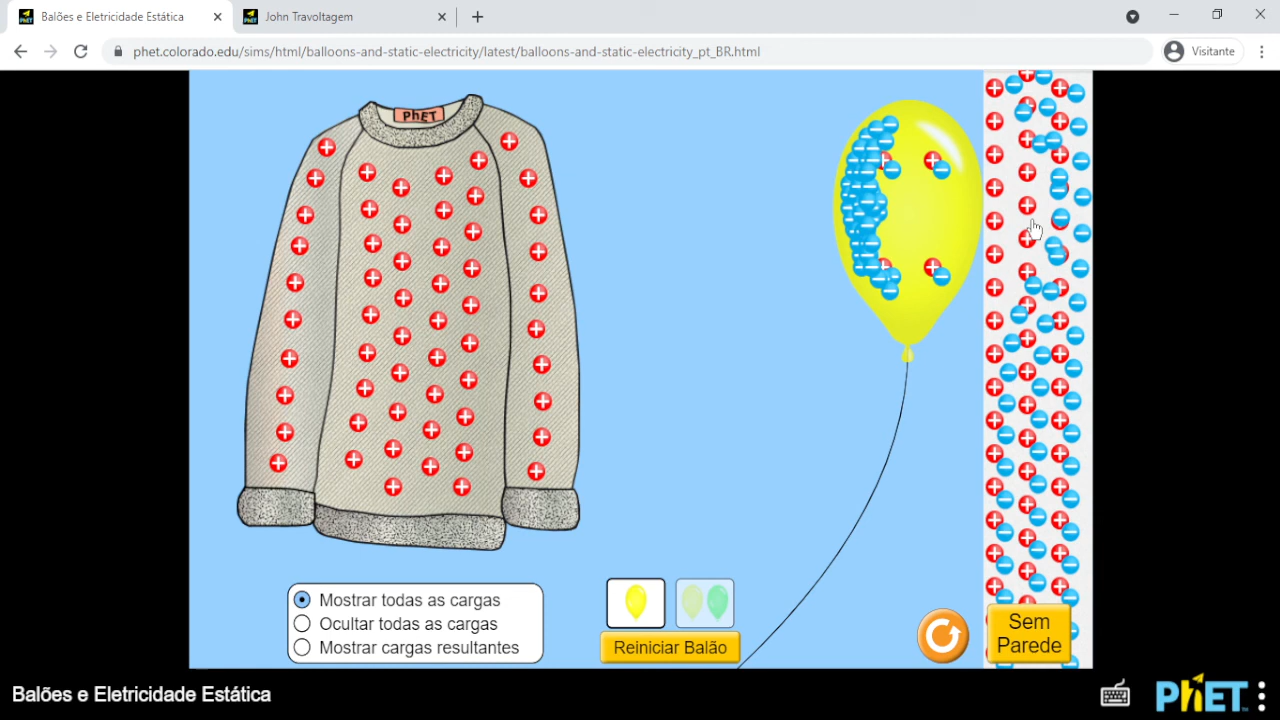 Balões e Eletricidade Estática
John Travoltagem
phet.colorado.edu/sims/html/balloons-and-static-electricity/latest/balloons-and-static-electricity_pt_BR.html
Visitante
PhET
Mostrar todas as cargas
Ocultar todas as cargas
Mostrar cargas resultantes
Reiniciar Balão
Sem
Parede
Balões e Eletricidade Estática
PhET